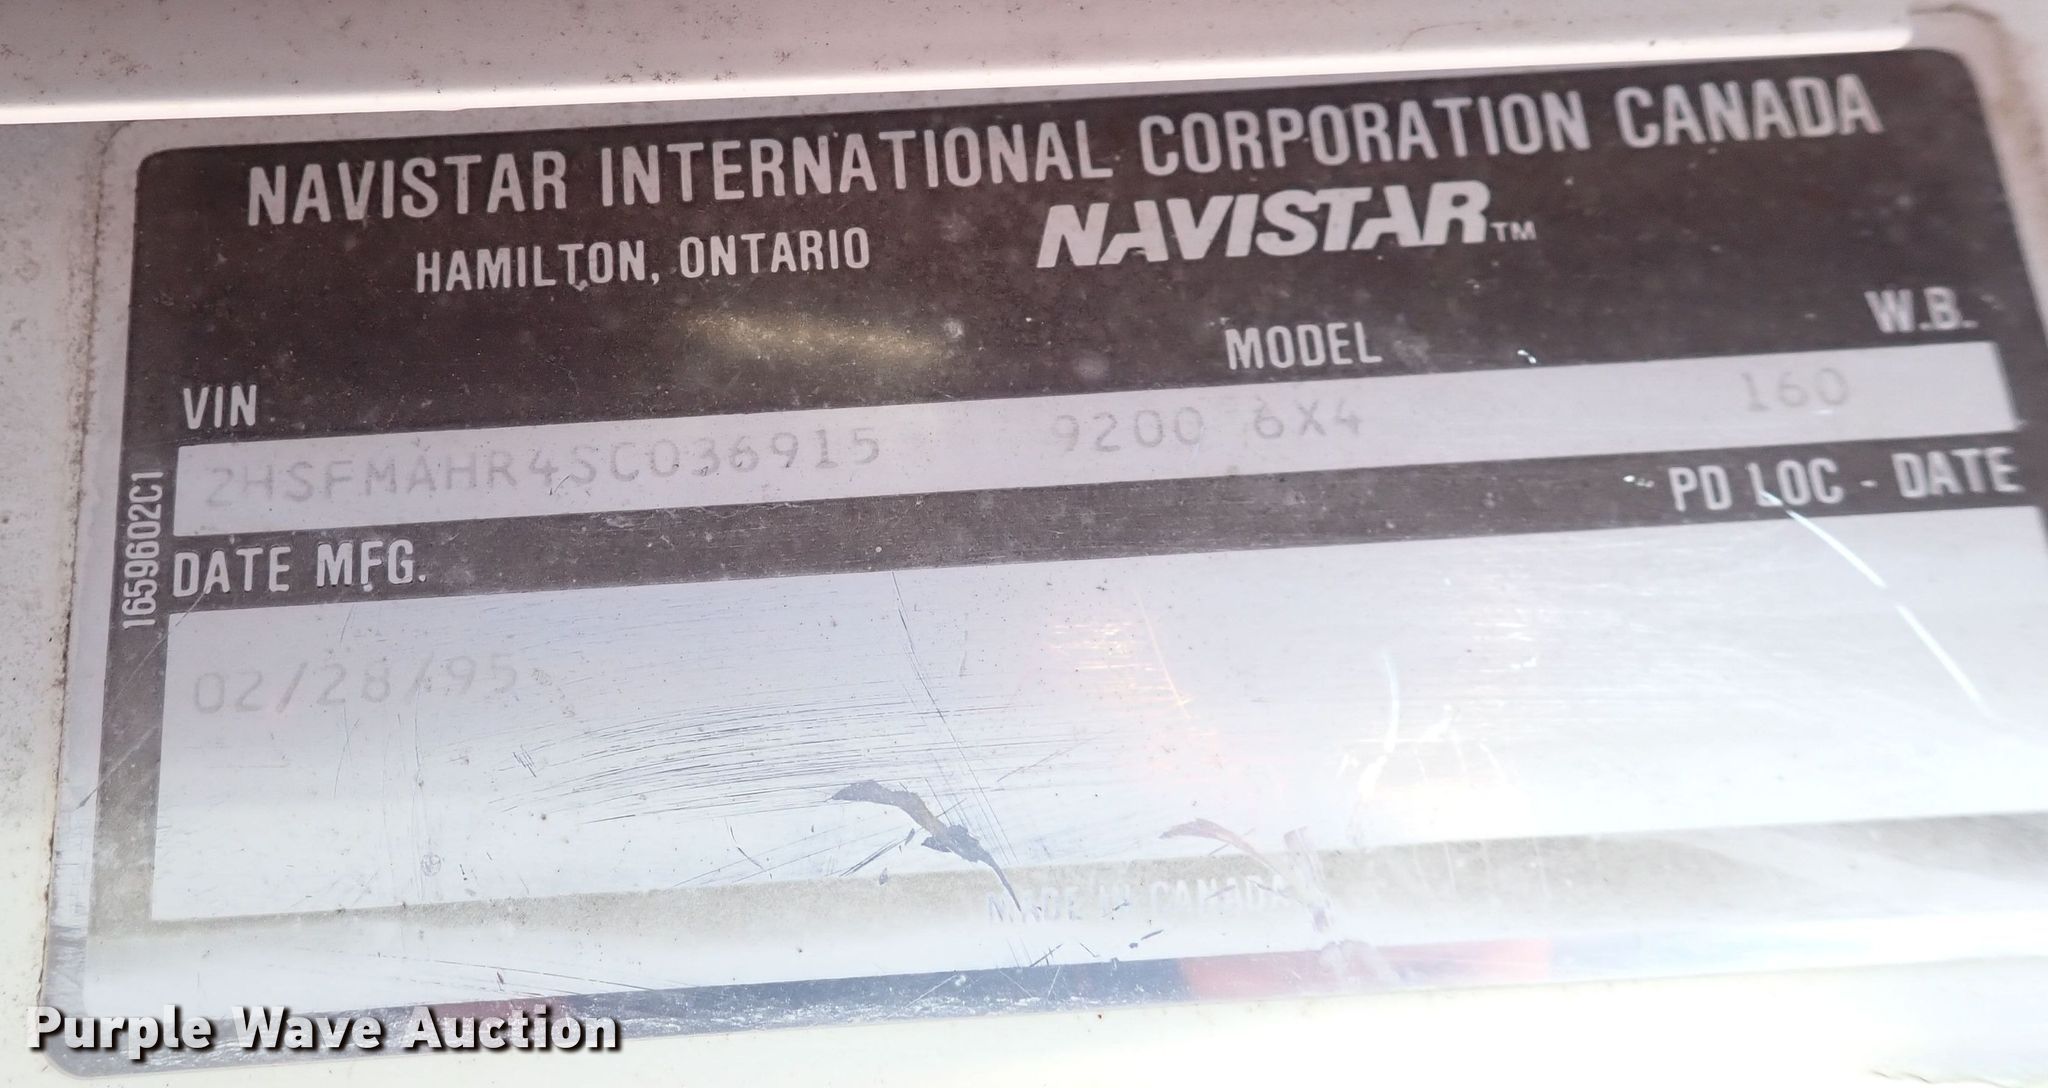 NAVISTAR INTERNATIONAL CORPORATION CANADA
HAMILTON, ONTARIO NAVISTAR™
VIN MODEL W.B.
2HSFMAHR4SC036915 9200 6X4 160
DATE MFG. PD LOC - DATE
02/28/95
MADE IN CANADA
1659602C1
Purple Wave Auction